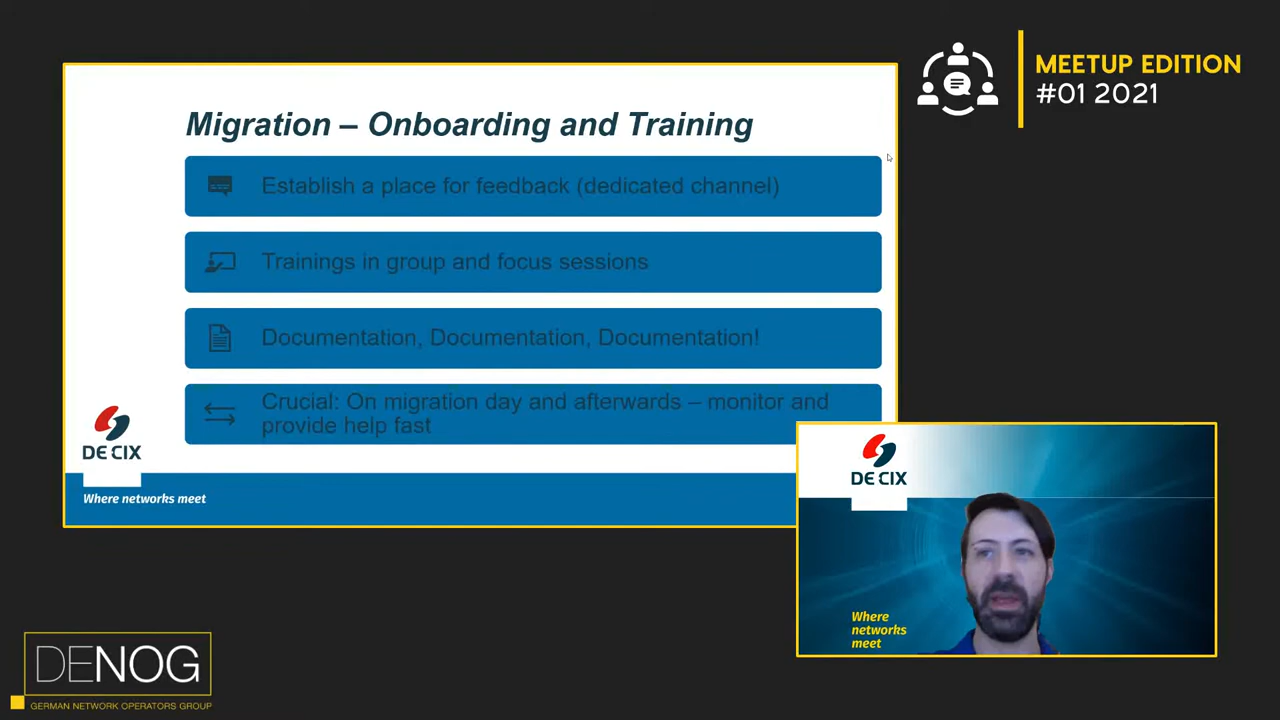 MEETUP EDITION
#01 2021
Migration – Onboarding and Training
Establish a place for feedback (dedicated channel)
Trainings in group and focus sessions
Documentation, Documentation, Documentation!
Crucial: On migration day and afterwards – monitor and
provide help fast
DE CIX
Where networks meet
DE CIX
Where
networks
meet
DENOG
GERMAN NETWORK OPERATORS GROUP